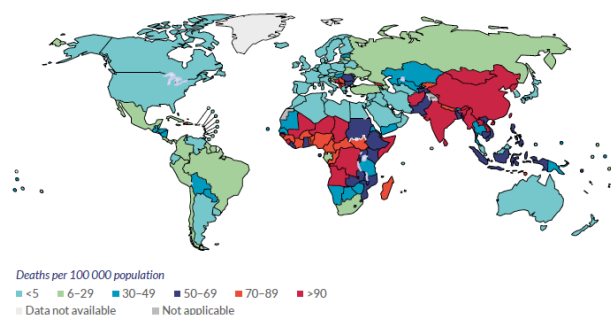 Deaths per 100 000 population
<5 6–29 30–49 50–69 70–89 >90
Data not available Not applicable